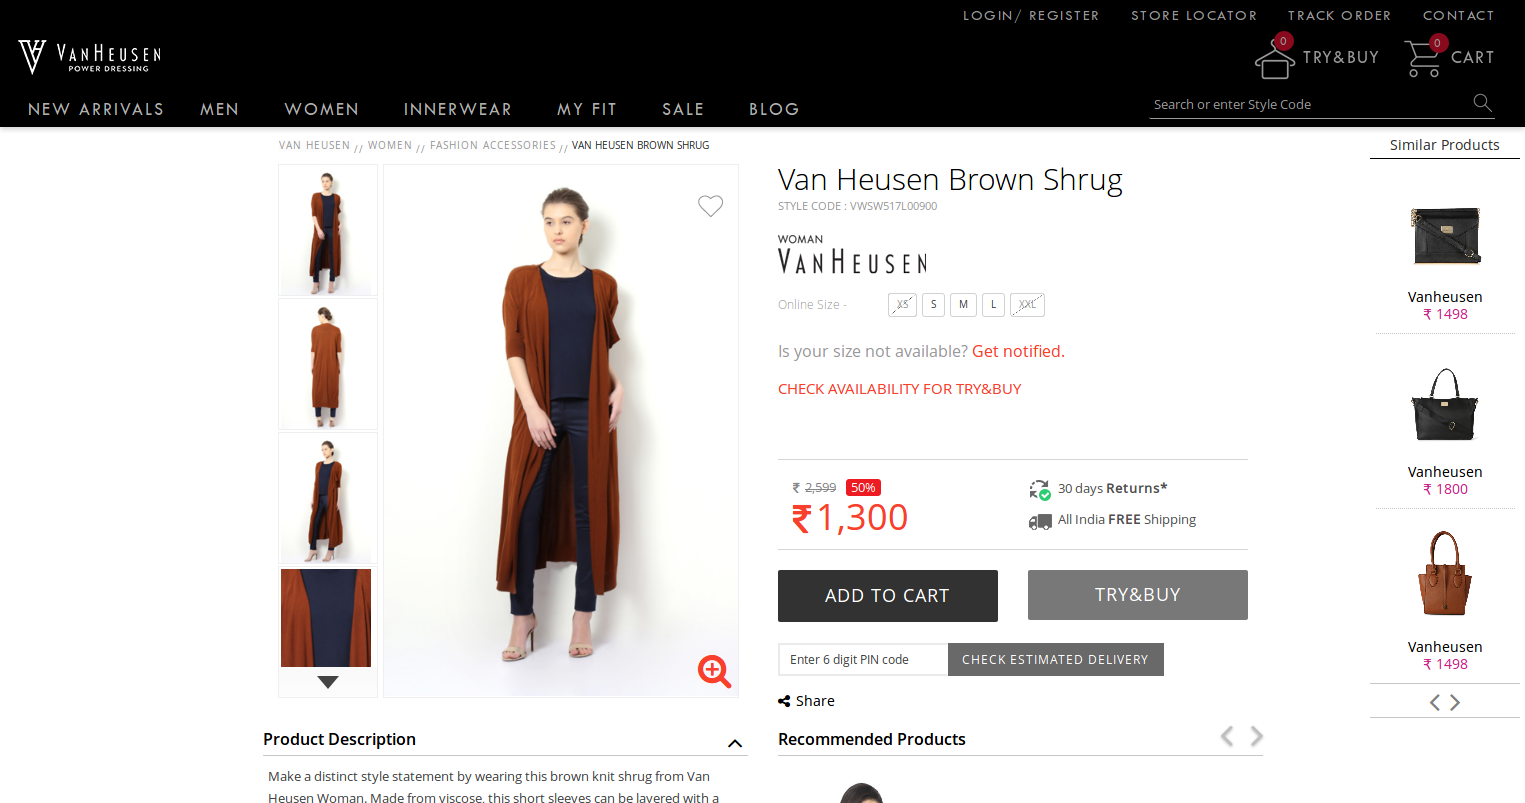 LOGIN/ REGISTER STORE LOCATOR TRACK ORDER CONTACT
VANHEUSEN
POWER DRESSING
0 TRY&BUY 0 CART
NEW ARRIVALS MEN WOMEN INNERWEAR MY FIT SALE BLOG
Search or enter Style Code
VAN HEUSEN // WOMEN // FASHION ACCESSORIES // VAN HEUSEN BROWN SHRUG
Van Heusen Brown Shrug
STYLE CODE : VWSW517L00900
WOMAN
VANHEUSEN
Online Size - XS S M L XXL
Is your size not available? Get notified.
CHECK AVAILABILITY FOR TRY&BUY
₹ 2,599 50%
₹1,300
30 days Returns*
All India FREE Shipping
ADD TO CART TRY&BUY
Enter 6 digit PIN code CHECK ESTIMATED DELIVERY
Share
Product Description
Make a distinct style statement by wearing this brown knit shrug from Van
Heusen Woman. Made from viscose, this short sleeves can be layered with a
Recommended Products
Similar Products
Vanheusen
₹ 1498
Vanheusen
₹ 1800
Vanheusen
₹ 1498